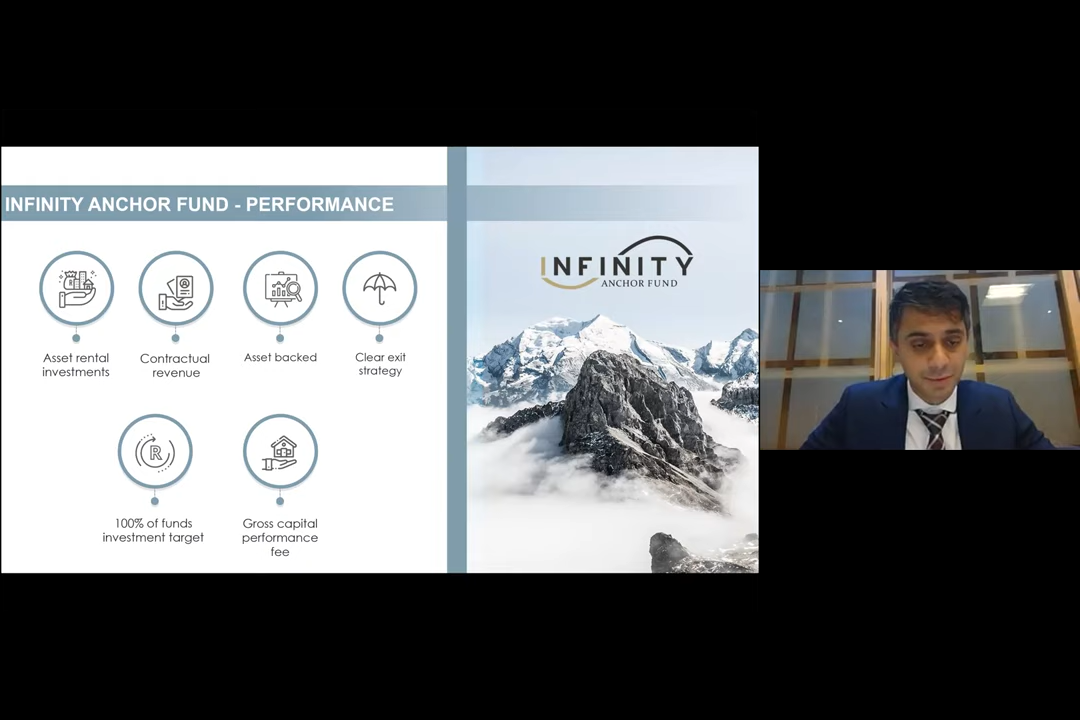 INFINITY ANCHOR FUND - PERFORMANCE
INFINITY
ANCHOR FUND
Asset rental
investments
Contractual
revenue
Asset backed
Clear exit
strategy
R
100% of funds
investment target
Gross capital
performance
fee